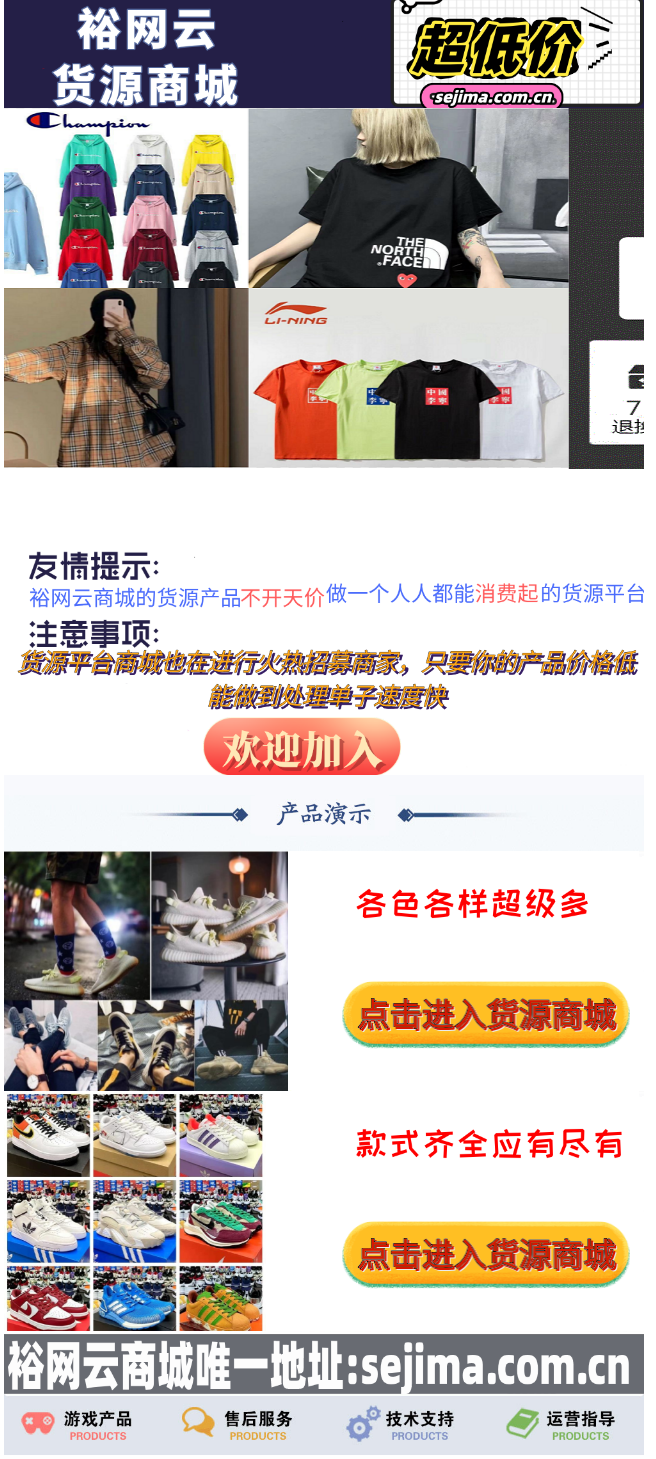 裕网云
货源商城
超低价
·sejima.com.cn.
Champion
THE
NORTH
FACE
LI-NING
中國
李寧
7
退换
友情提示:
裕网云商城的货源产品不开天价做一个人人都能消费起的货源平台
注意事项:
货源平台商城也在进行火热招募商家，只要你的产品价格低
能做到处理单子速度快
欢迎加入
产品演示
各色各样超级多
点击进入货源商城
款式齐全应有尽有
点击进入货源商城
裕网云商城唯一地址:sejima.com.cn
游戏产品
PRODUCTS
售后服务
PRODUCTS
技术支持
PRODUCTS
运营指导
PRODUCTS